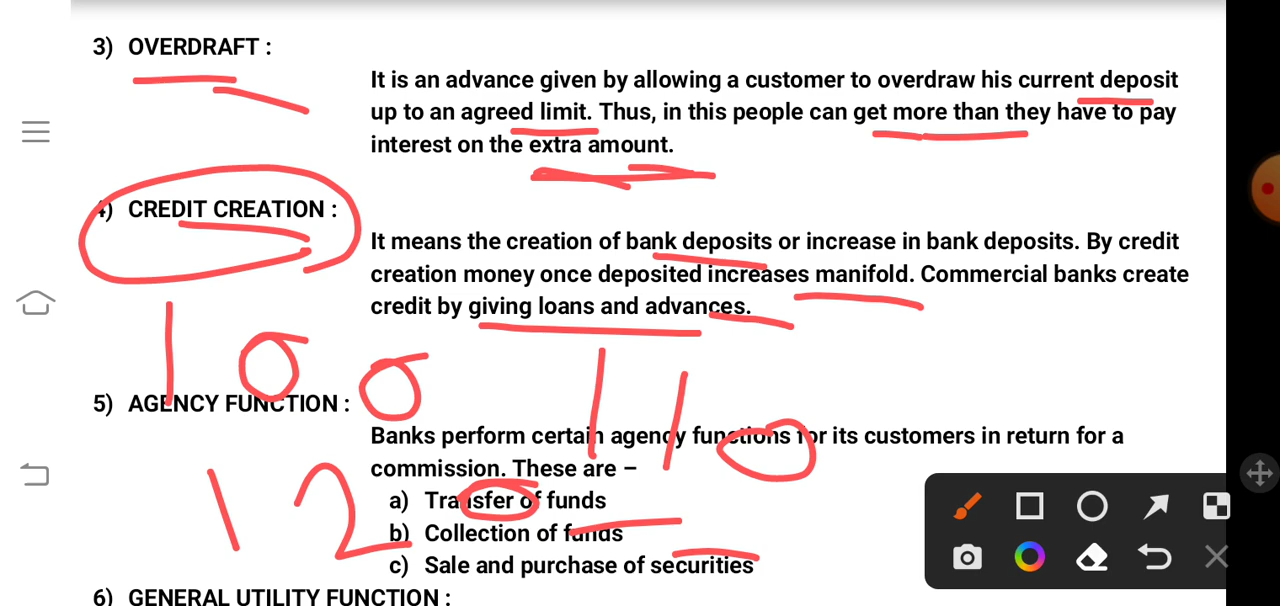 3) OVERDRAFT :
It is an advance given by allowing a customer to overdraw his current deposit
up to an agreed limit. Thus, in this people can get more than they have to pay
interest on the extra amount.
4) CREDIT CREATION :
It means the creation of bank deposits or increase in bank deposits. By credit
creation money once deposited increases manifold. Commercial banks create
credit by giving loans and advances.
100 110
5) AGENCY FUNCTION :
Banks perform certain agency functions for its customers in return for a
commission. These are –
120
a) Transfer of funds
b) Collection of funds
c) Sale and purchase of securities
6) GENERAL UTILITY FUNCTION :